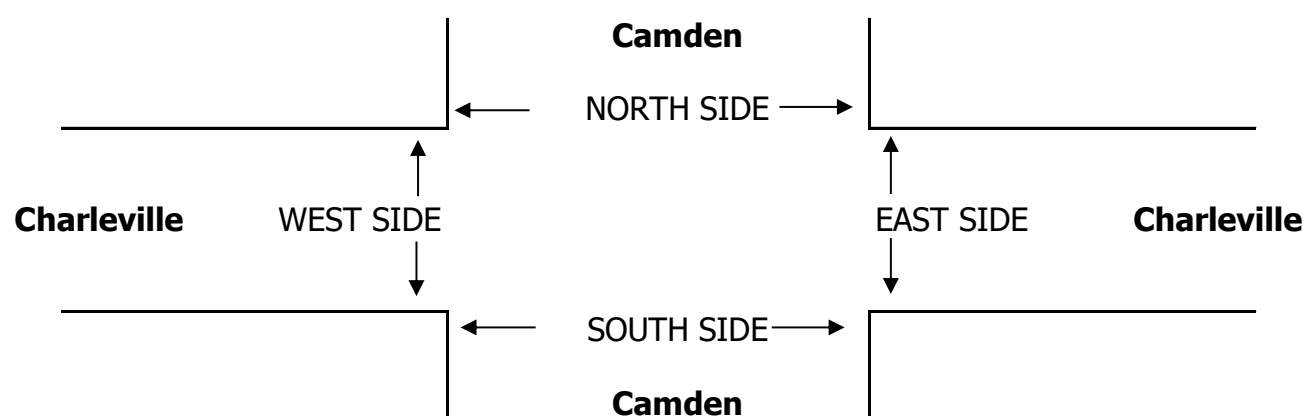 Camden
NORTH SIDE
Charleville WEST SIDE EAST SIDE Charleville
SOUTH SIDE
Camden